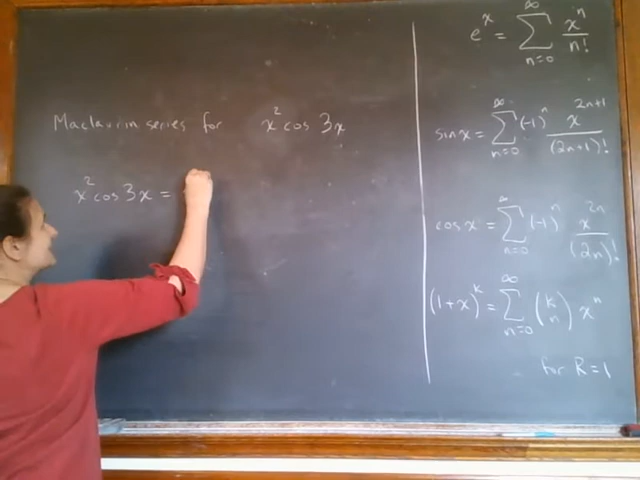 Maclaurin series for x² cos 3x
x² cos 3x =
e^x = ∑_{n=0}^{∞} x^n / n!
sin x = ∑_{n=0}^{∞} (-1)^n x^{2n+1} / (2n+1)!
cos x = ∑_{n=0}^{∞} (-1)^n x^{2n} / (2n)!
(1+x)^k = ∑_{n=0}^{∞} (k n) x^n
for R=1